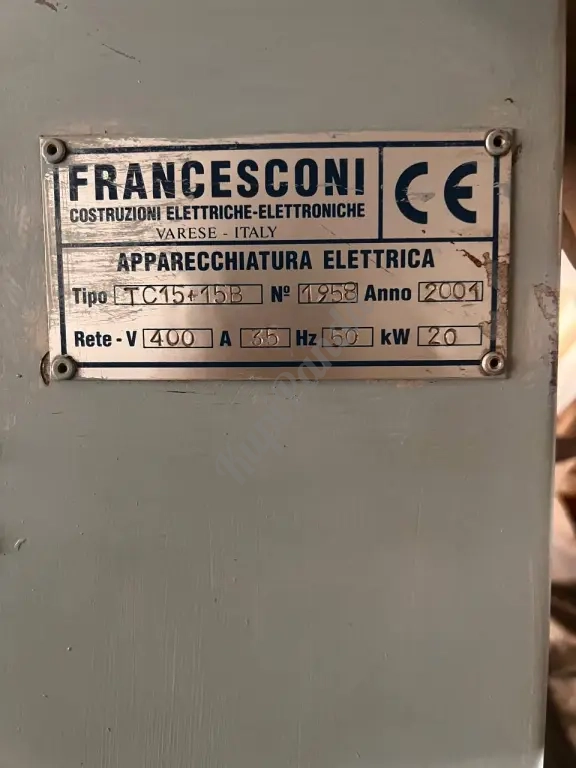 FRANCESCONI
COSTRUZIONI ELETTRICHE-ELETTRONICHE
VARESE - ITALY
CE
APPARECCHIATURA ELETTRICA
Tipo TC15+15B Nº 1958 Anno 2001
Rete - V 400 A 35 Hz 50 kW 20